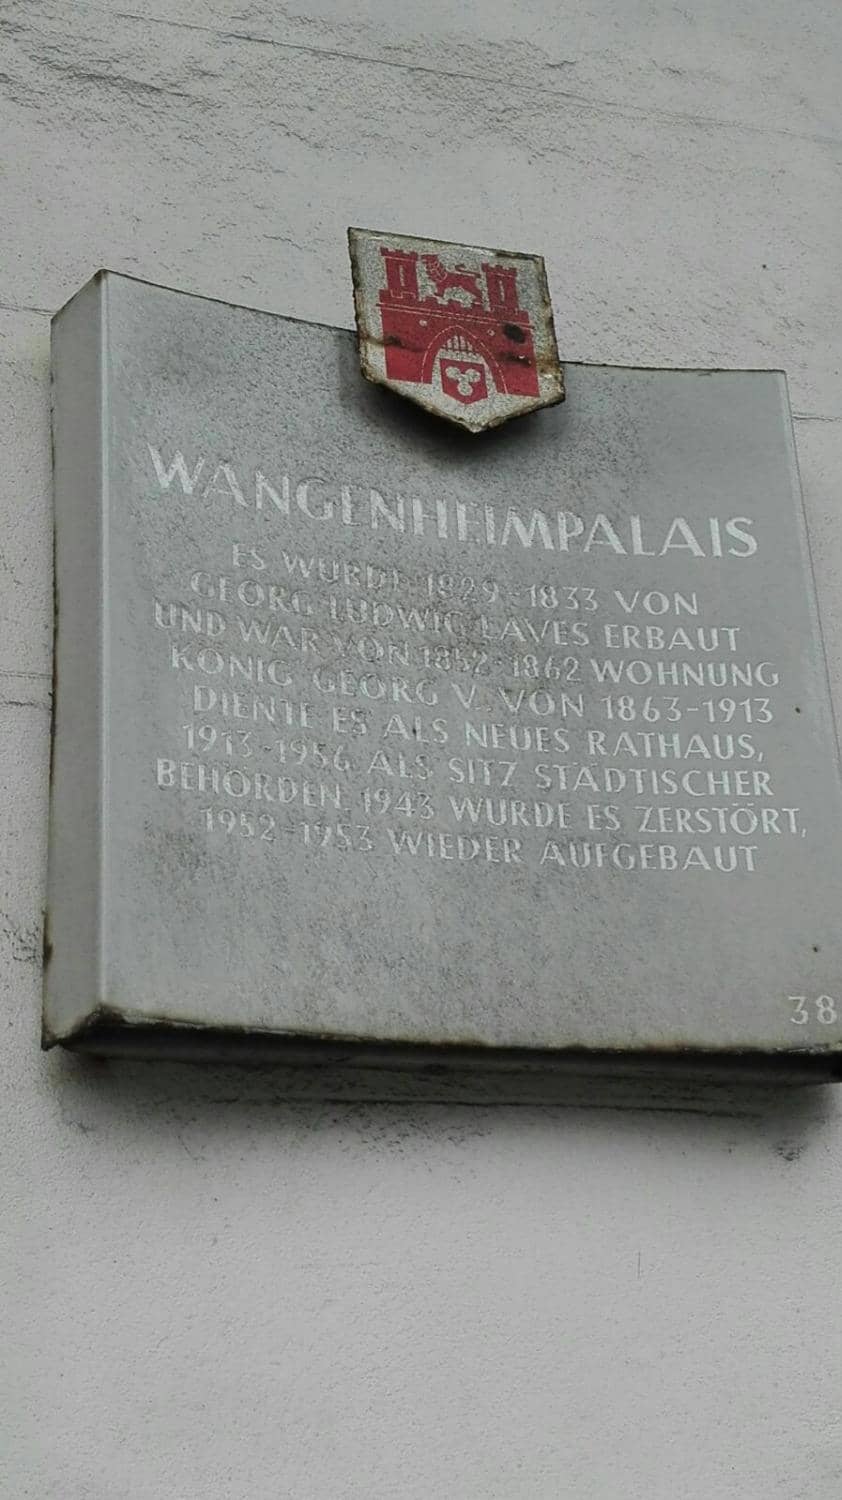 WANGENHEIMPALAIS
ES WURDE 1829-1833 VON
GEORG LUDWIG LAVES ERBAUT
UND WAR VON 1852-1862 WOHNUNG
KÖNIG GEORG V. VON 1863-1913
DIENTE ES ALS NEUES RATHAUS,
1913-1956 ALS SITZ STÄDTISCHER
BEHÖRDEN. 1943 WURDE ES ZERSTÖRT,
1952-1953 WIEDER AUFGEBAUT
38